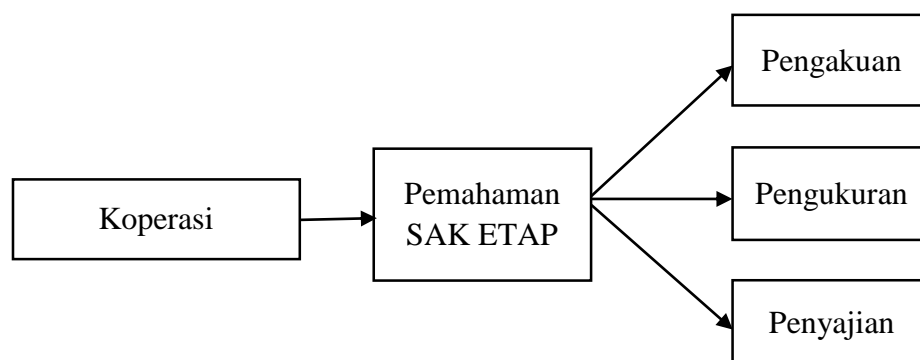 Koperasi
Pemahaman
SAK ETAP
Pengakuan
Pengukuran
Penyajian